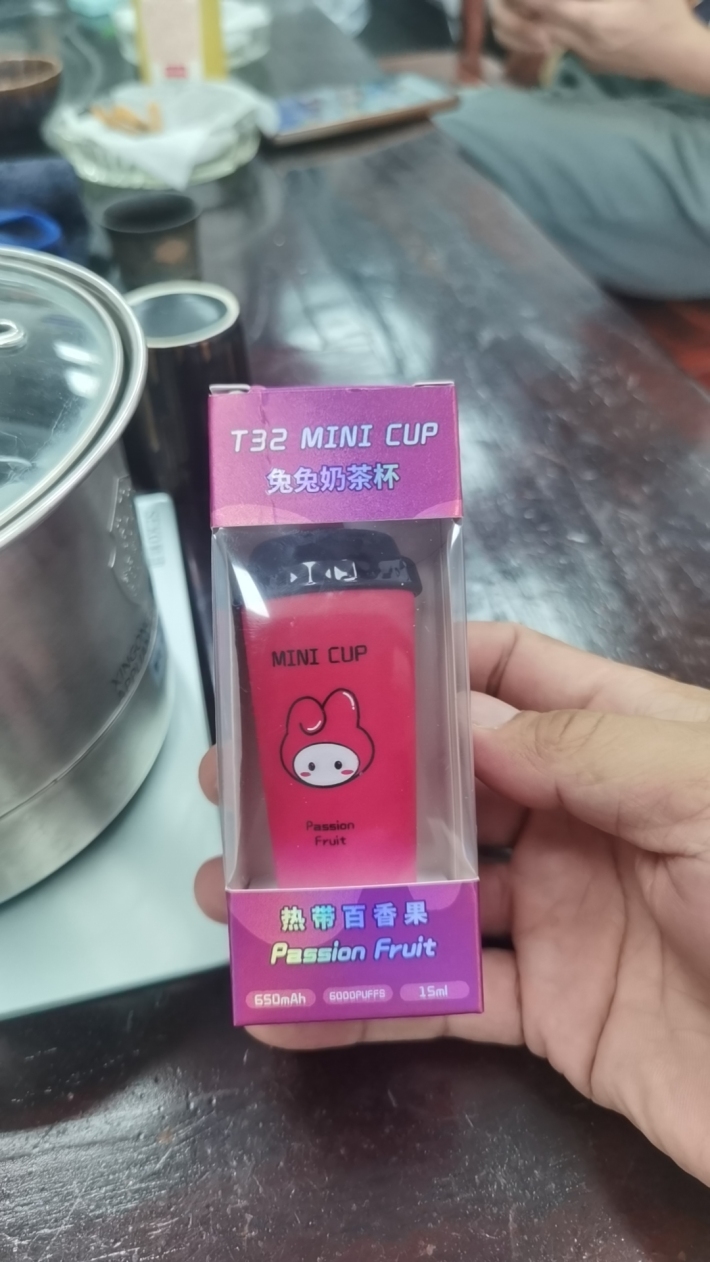 T32 MINI CUP
兔兔奶茶杯
MINI CUP
Passion
Fruit
热带百香果
Passion Fruit
650mAh
6000PUFFS
15ml